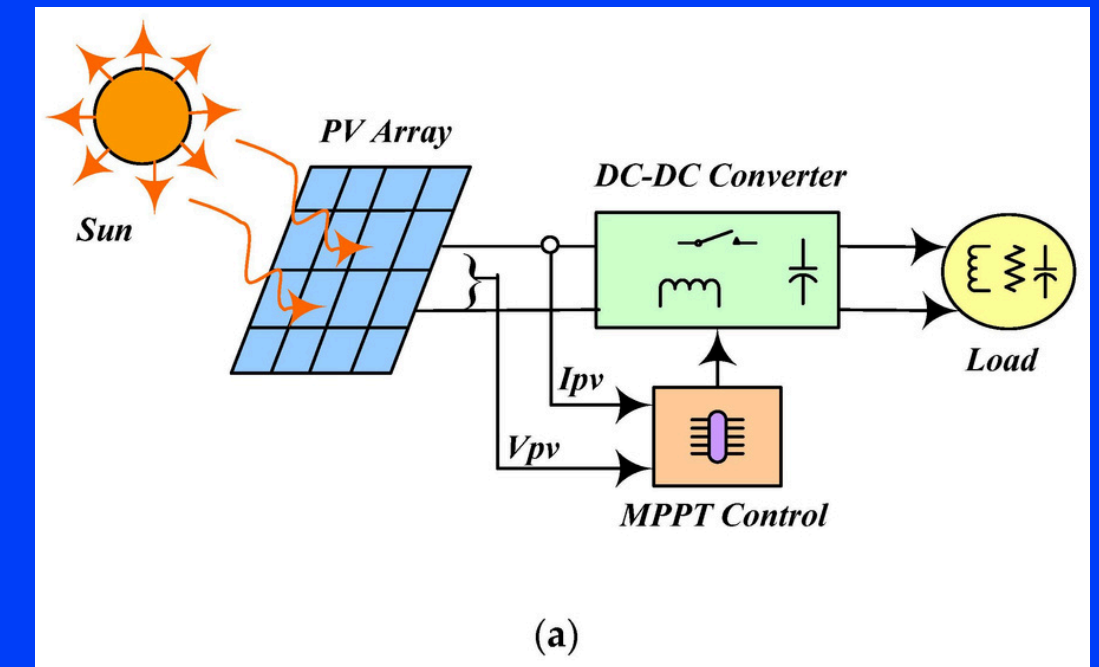 PV Array
DC-DC Converter
Sun
Load
Ipv
Vpv
MPPT Control
(a)